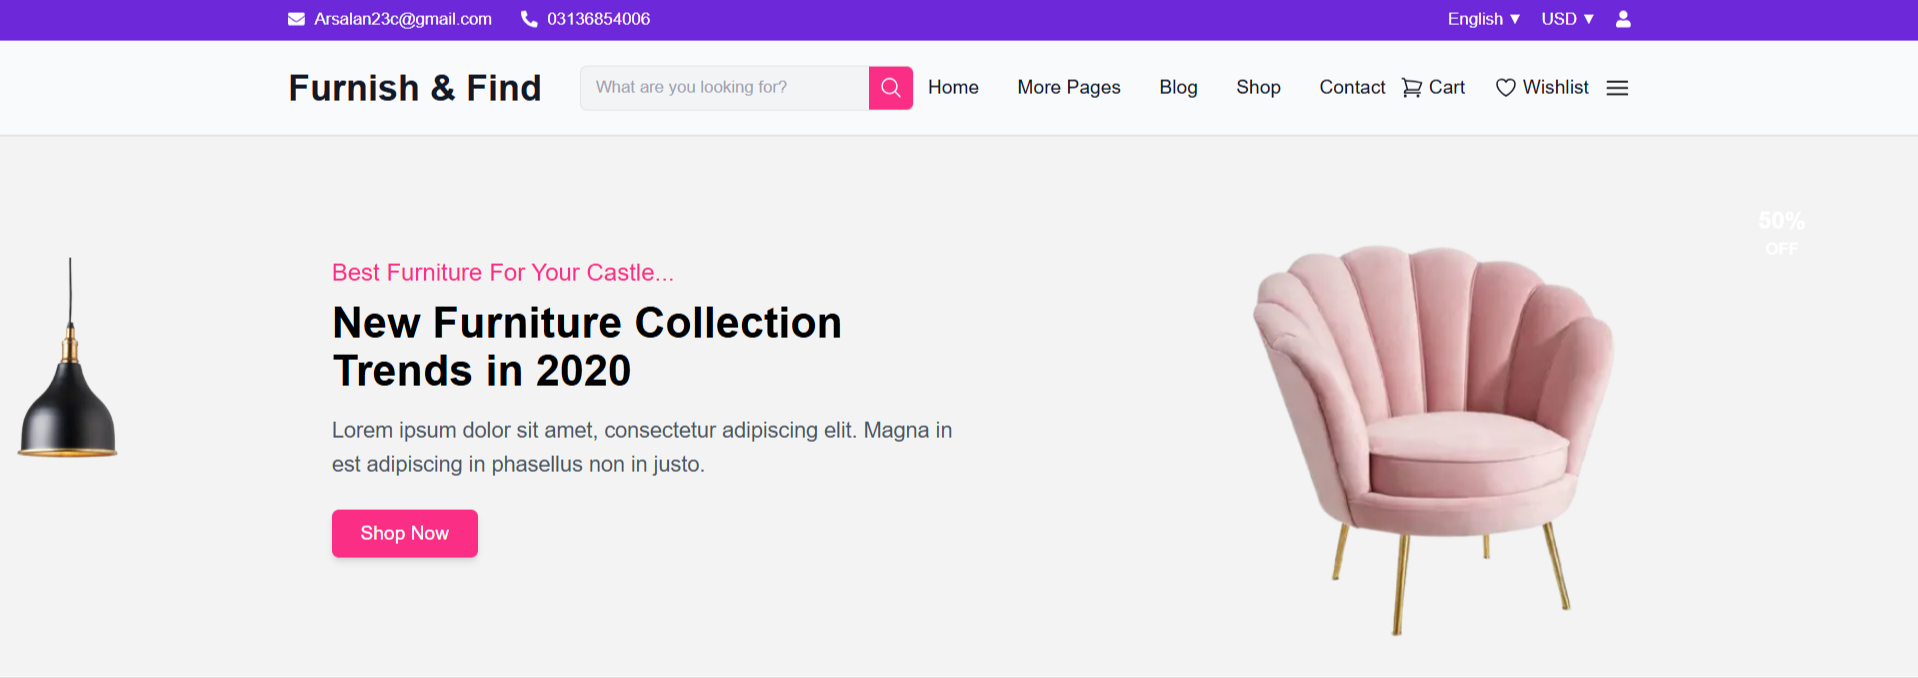 Arsalan23c@gmail.com 03136854006 English ▼ USD ▼
Furnish & Find What are you looking for? Home More Pages Blog Shop Contact Cart Wishlist
50%
OFF
Best Furniture For Your Castle...
New Furniture Collection
Trends in 2020
Lorem ipsum dolor sit amet, consectetur adipiscing elit. Magna in
est adipiscing in phasellus non in justo.
Shop Now